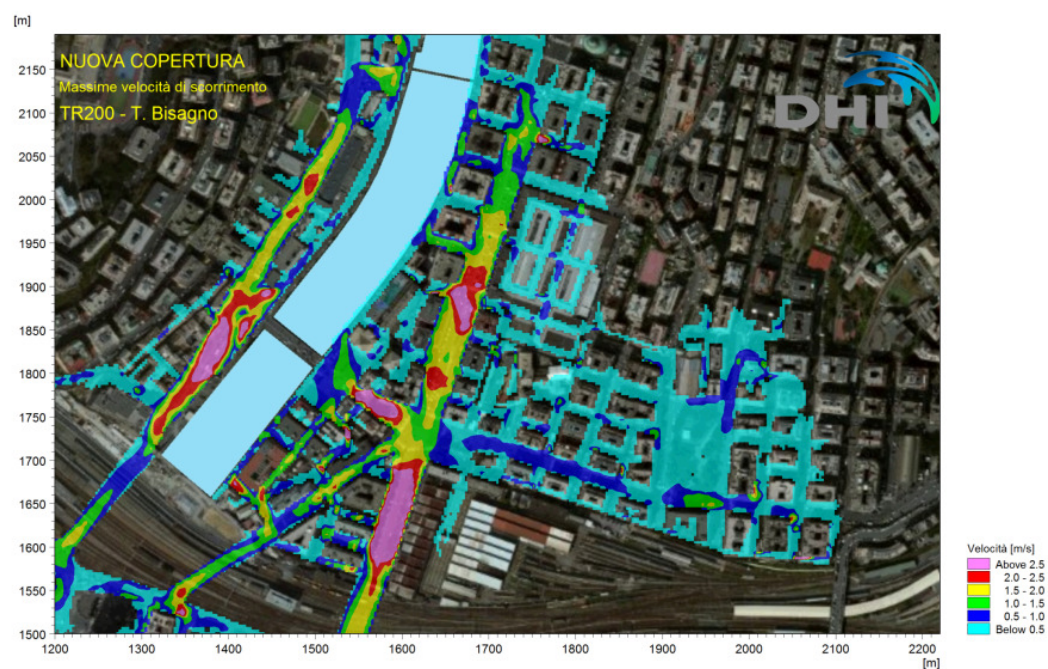 [m]
2150
2100
2050
2000
1950
1900
1850
1800
1750
1700
1650
1600
1550
1500
NUOVA COPERTURA
Massime velocità di scorrimento
TR200 - T. Bisagno
DHI
1200 1300 1400 1500 1600 1700 1800 1900 2000 2100 2200
[m]
Velocità [m/s]
Above 2.5
2.0 - 2.5
1.5 - 2.0
1.0 - 1.5
0.5 - 1.0
Below 0.5